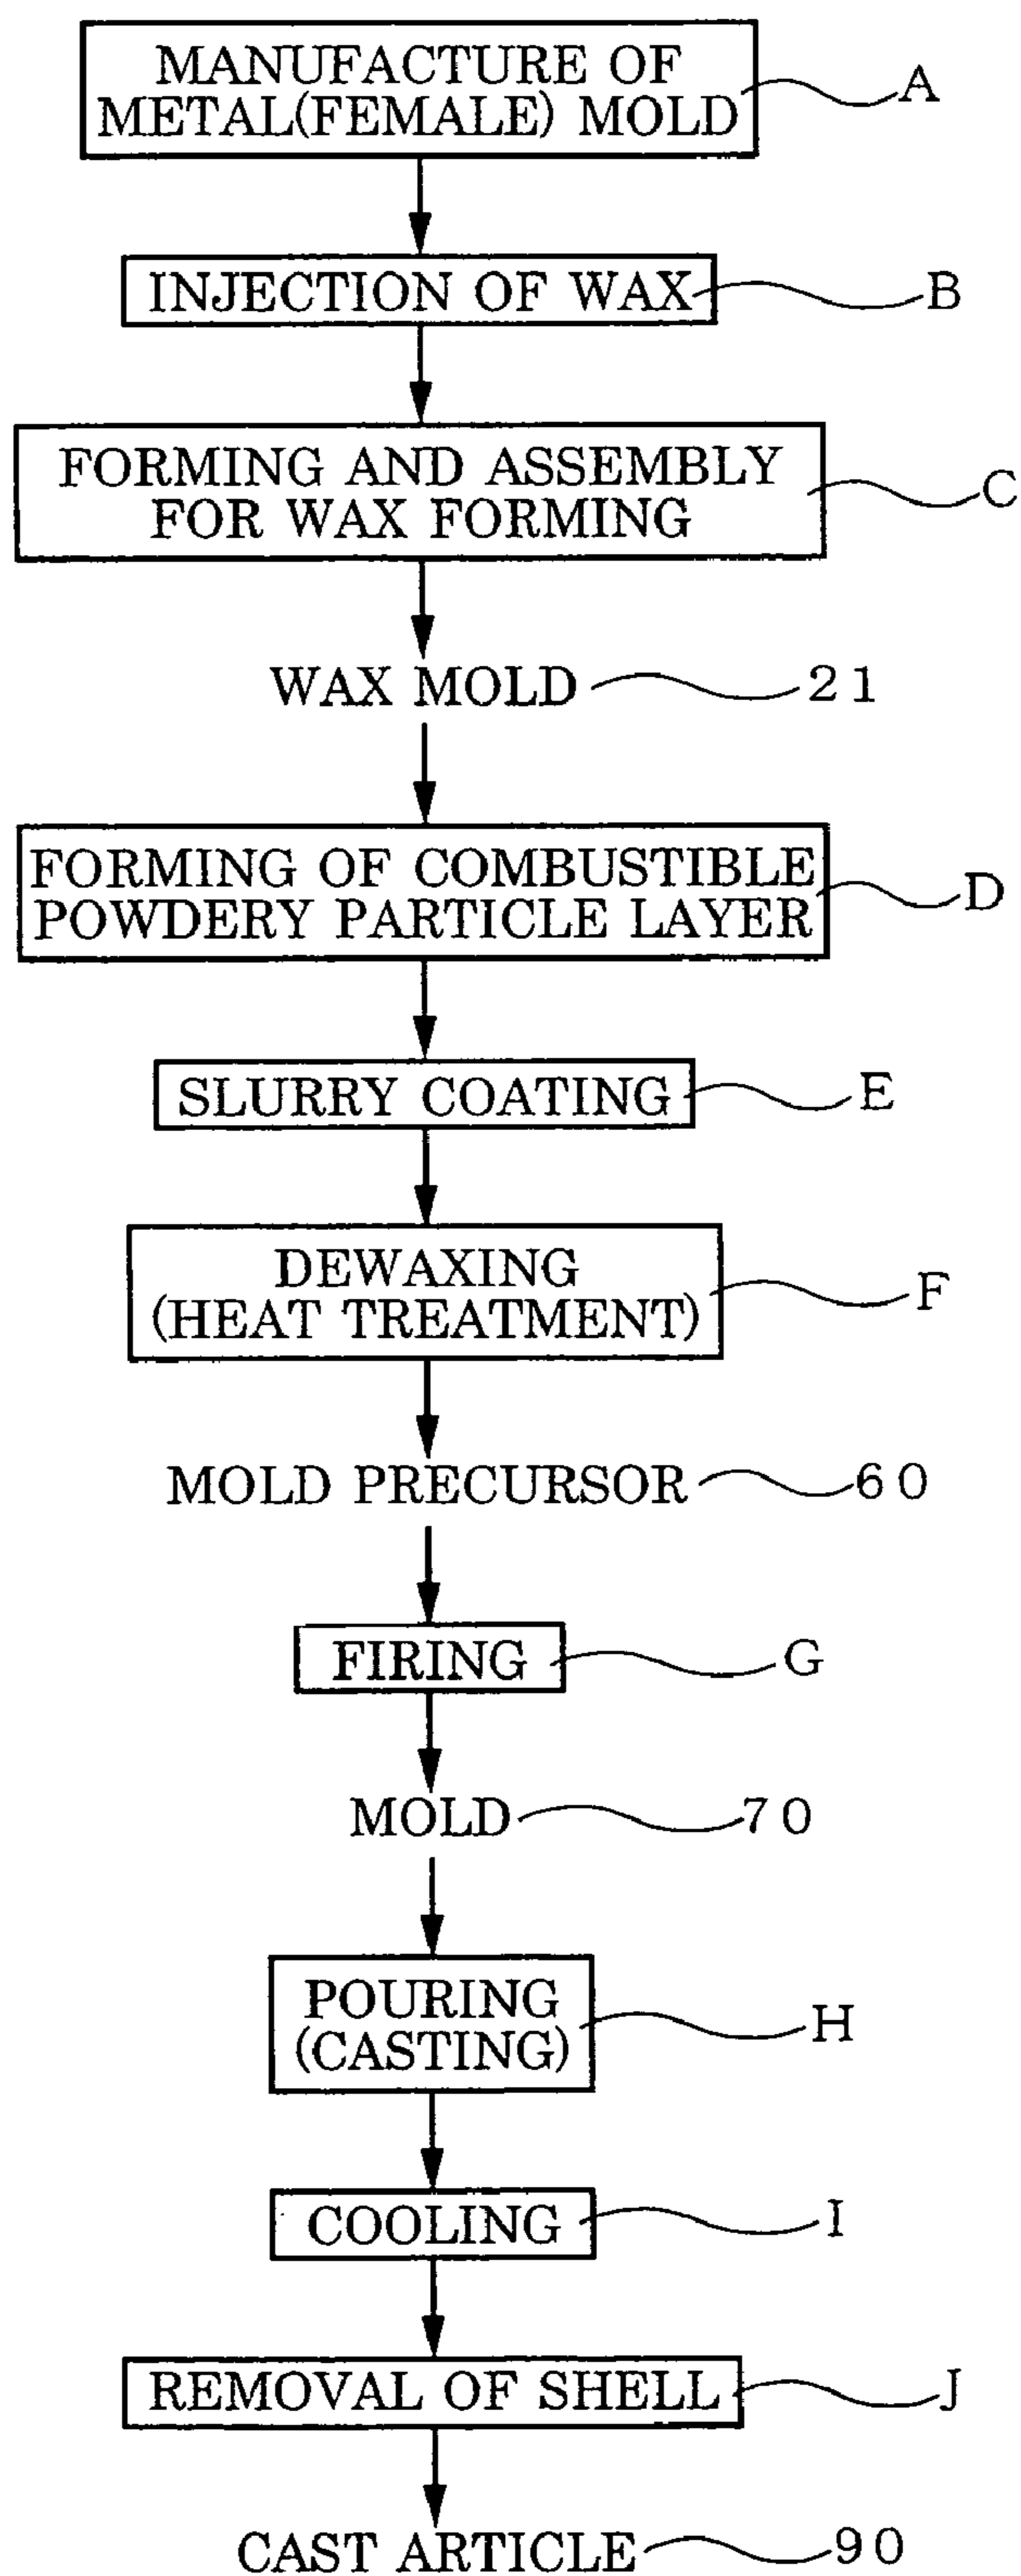 MANUFACTURE OF
METAL(FEMALE) MOLD
A
INJECTION OF WAX
B
FORMING AND ASSEMBLY
FOR WAX FORMING
C
WAX MOLD
21
FORMING OF COMBUSTIBLE
POWDERY PARTICLE LAYER
D
SLURRY COATING
E
DEWAXING
(HEAT TREATMENT)
F
MOLD PRECURSOR
60
FIRING
G
MOLD
70
POURING
(CASTING)
H
COOLING
I
REMOVAL OF SHELL
J
CAST ARTICLE
90